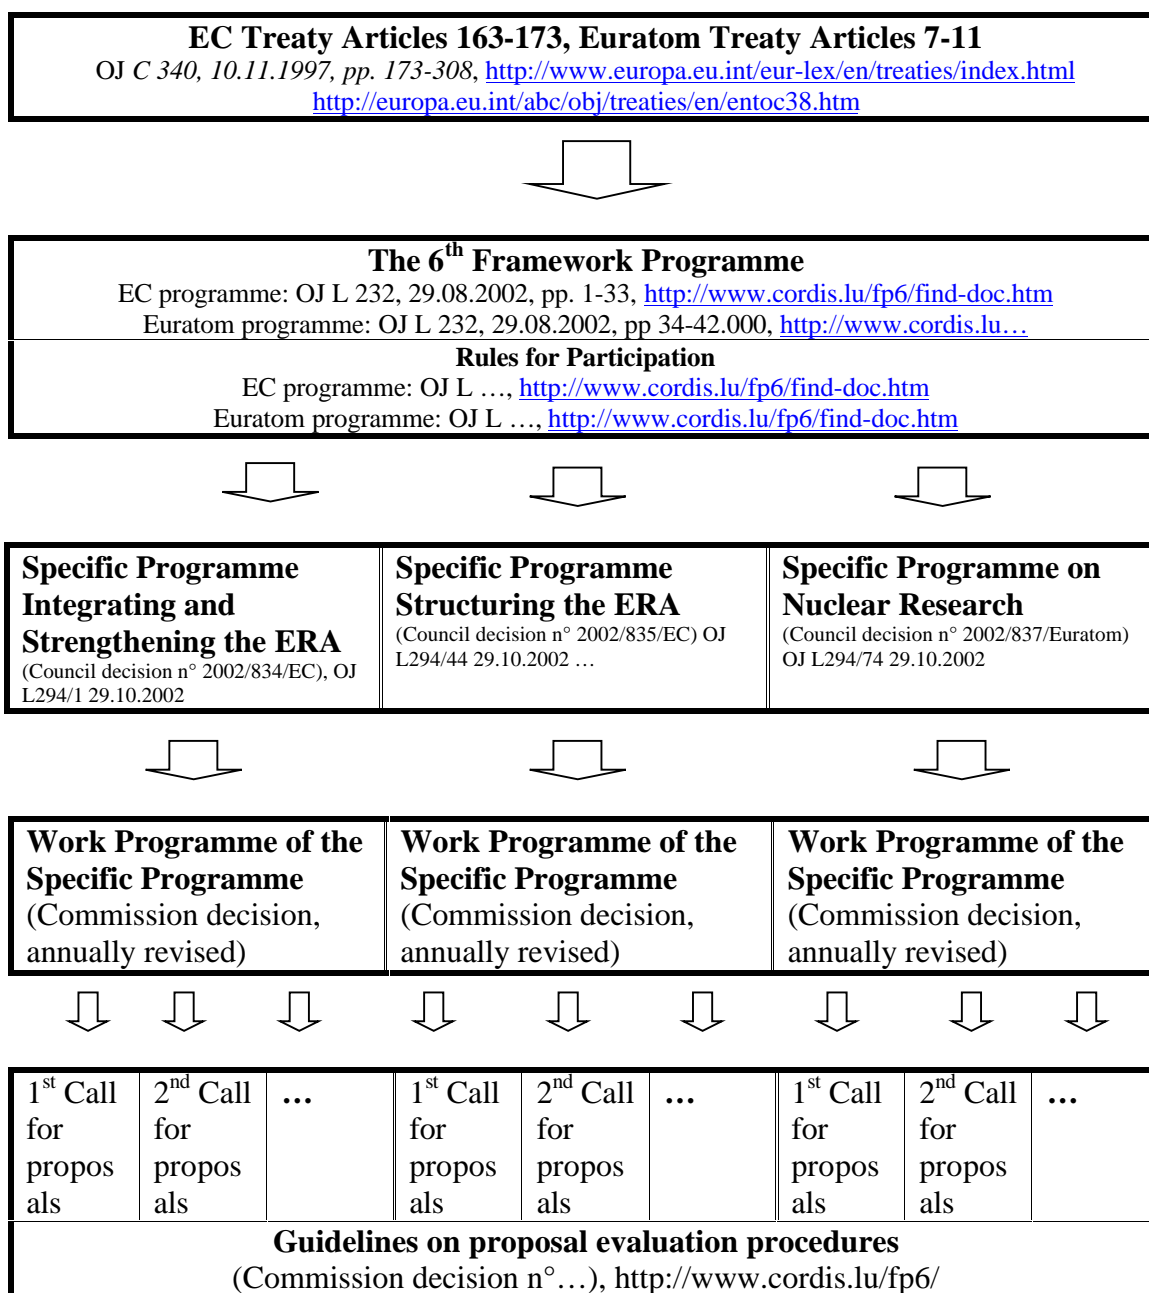 EC Treaty Articles 163-173, Euratom Treaty Articles 7-11
OJ C 340, 10.11.1997, pp. 173-308, http://www.europa.eu.int/eur-lex/en/treaties/index.html
http://europa.eu.int/abc/obj/treaties/en/entoc38.htm
The 6th Framework Programme
EC programme: OJ L 232, 29.08.2002, pp. 1-33, http://www.cordis.lu/fp6/find-doc.htm
Euratom programme: OJ L 232, 29.08.2002, pp 34-42.000, http://www.cordis.lu…
Rules for Participation
EC programme: OJ L …, http://www.cordis.lu/fp6/find-doc.htm
Euratom programme: OJ L …, http://www.cordis.lu/fp6/find-doc.htm
Specific Programme
Integrating and
Strengthening the ERA
(Council decision n° 2002/834/EC), OJ
L294/1 29.10.2002
Specific Programme
Structuring the ERA
(Council decision n° 2002/835/EC) OJ
L294/44 29.10.2002 …
Specific Programme on
Nuclear Research
(Council decision n° 2002/837/Euratom)
OJ L294/74 29.10.2002
Work Programme of the
Specific Programme
(Commission decision,
annually revised)
Work Programme of the
Specific Programme
(Commission decision,
annually revised)
Work Programme of the
Specific Programme
(Commission decision,
annually revised)
1st Call
for
propos
als
2nd Call
for
propos
als
…
1st Call
for
propos
als
2nd Call
for
propos
als
…
1st Call
for
propos
als
2nd Call
for
propos
als
…
Guidelines on proposal evaluation procedures
(Commission decision n°…), http://www.cordis.lu/fp6/